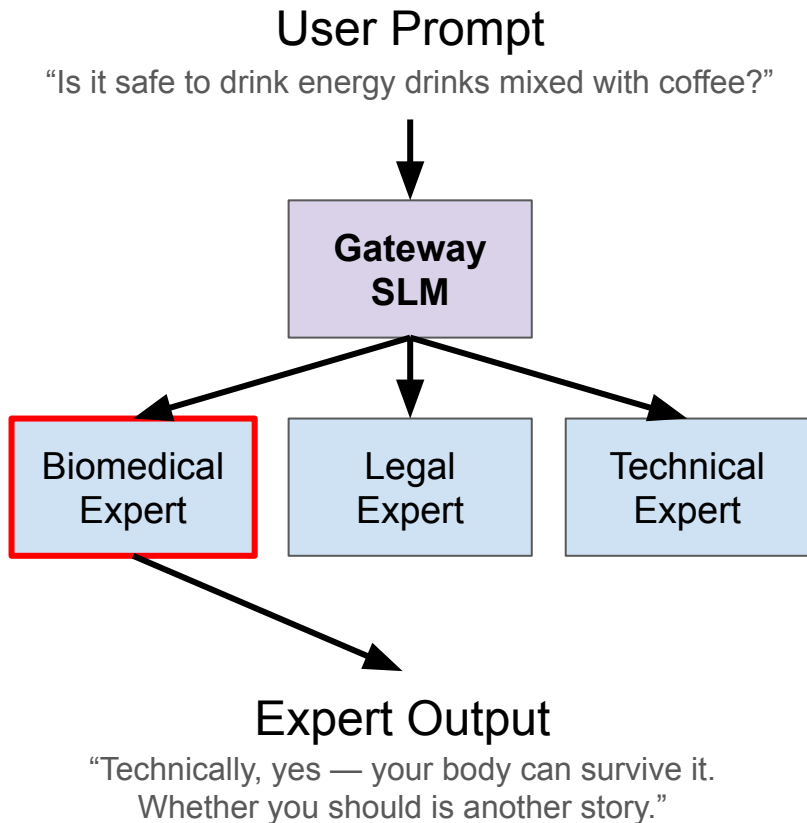 User Prompt
“Is it safe to drink energy drinks mixed with coffee?”
Gateway
SLM
Biomedical
Expert
Legal
Expert
Technical
Expert
Expert Output
“Technically, yes — your body can survive it.
Whether you should is another story.”